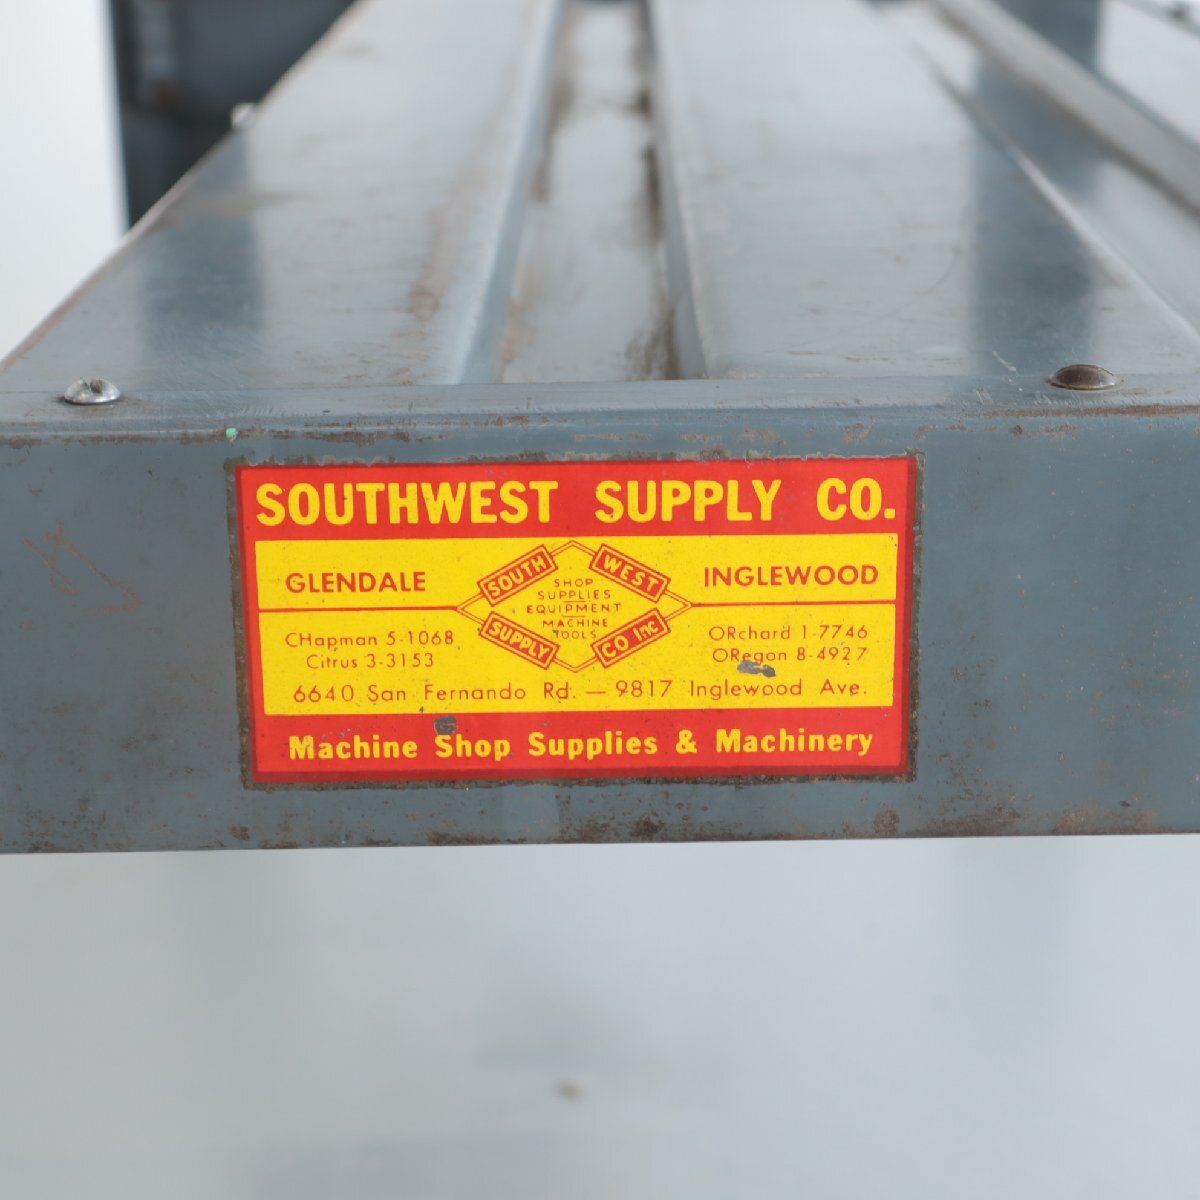 SOUTHWEST SUPPLY CO.
GLENDALE
INGLEWOOD
SOUTH WEST
SHOP
SUPPLIES
EQUIPMENT
MACHINE
TOOLS
SUPPLY CO Inc
CHapman 5-1068
Citrus 3-3153
ORchard 1-7746
ORegon 8-4927
6640 San Fernando Rd. — 9817 Inglewood Ave.
Machine Shop Supplies & Machinery